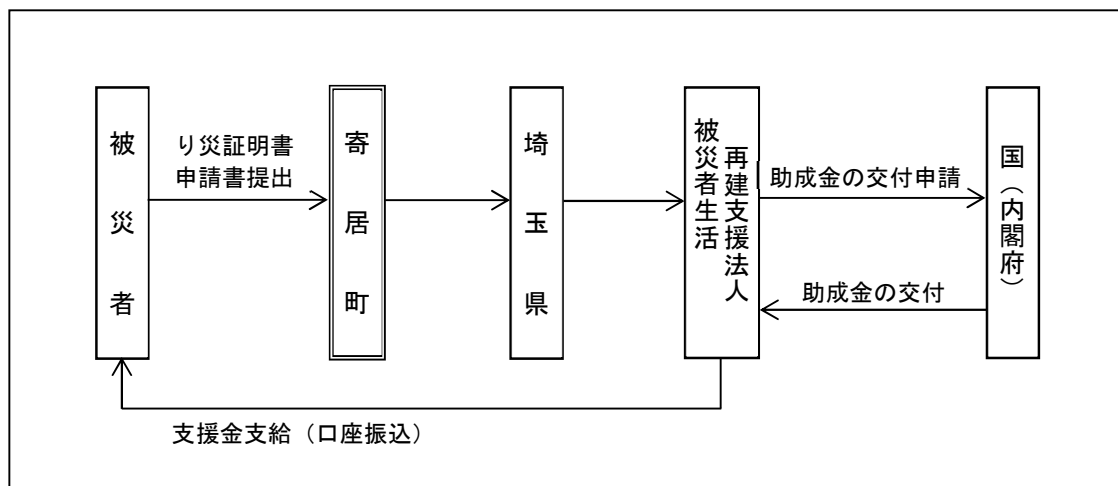 被災者
り災証明書
申請書提出
寄居町
埼玉県
被災者生活
再建支援法人
助成金の交付申請
助成金の交付
国（内閣府）
支援金支給（口座振込）